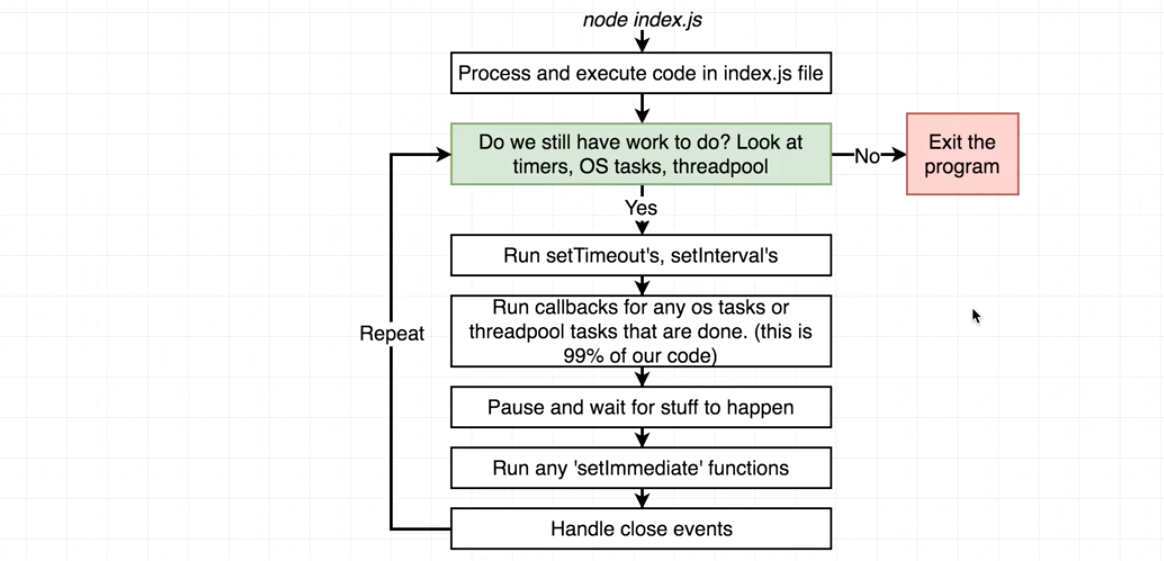 node index.js
Process and execute code in index.js file
Do we still have work to do? Look at
timers, OS tasks, threadpool
No
Exit the
program
Yes
Run setTimeout's, setInterval's
Run callbacks for any os tasks or
threadpool tasks that are done. (this is
99% of our code)
Repeat
Pause and wait for stuff to happen
Run any 'setImmediate' functions
Handle close events